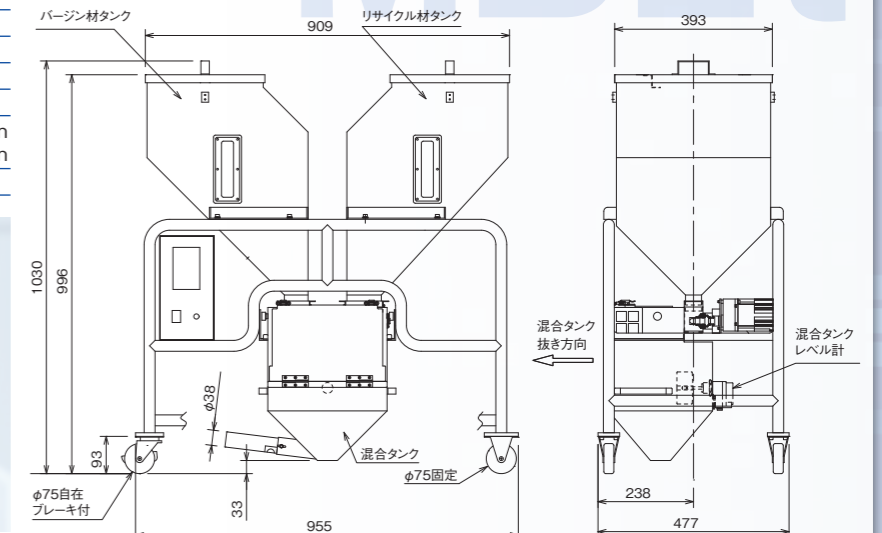 バージン材タンク
909
リサイクル材タンク
393
1030
996
混合タンク
抜き方向
混合タンク
レベル計
φ38
93
混合タンク
φ75固定
φ75自在
ブレーキ付
33
955
238
477